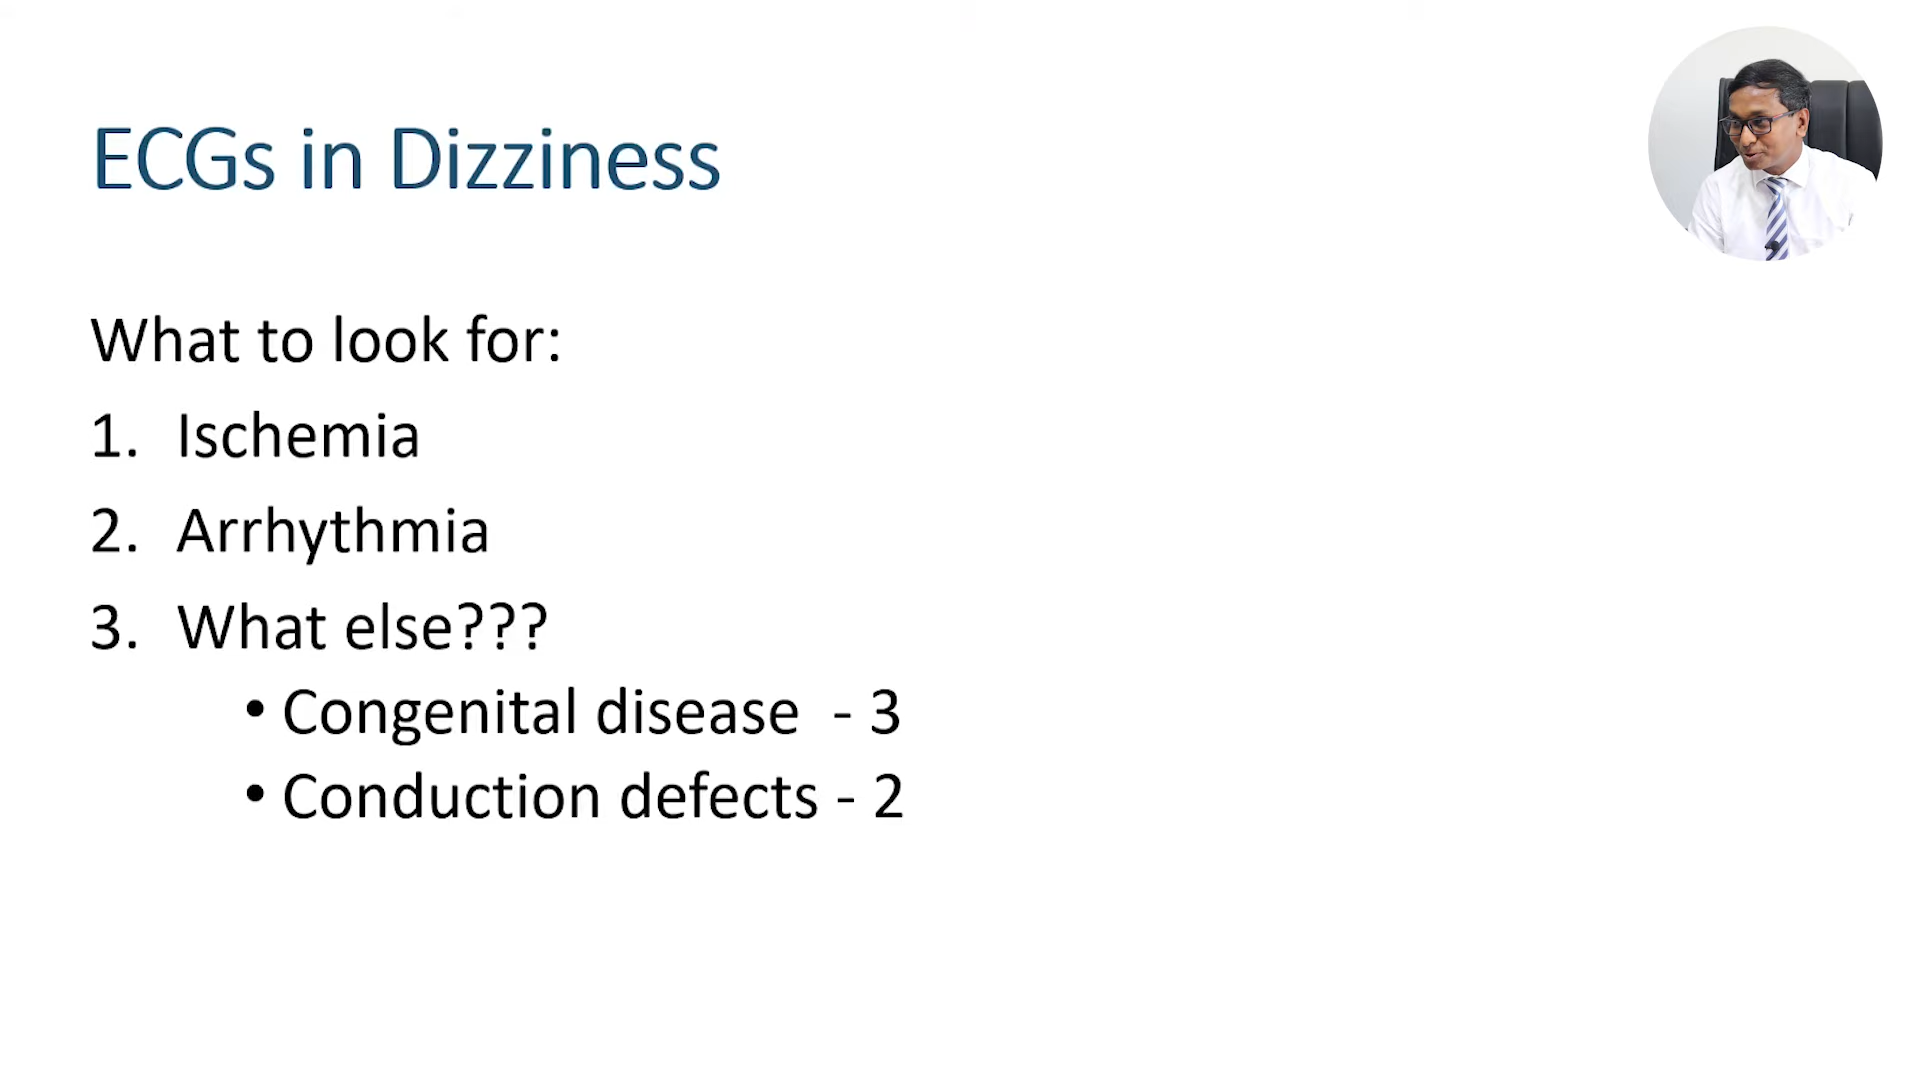 ECGs in Dizziness
What to look for:
1. Ischemia
2. Arrhythmia
3. What else???
• Congenital disease - 3
• Conduction defects - 2